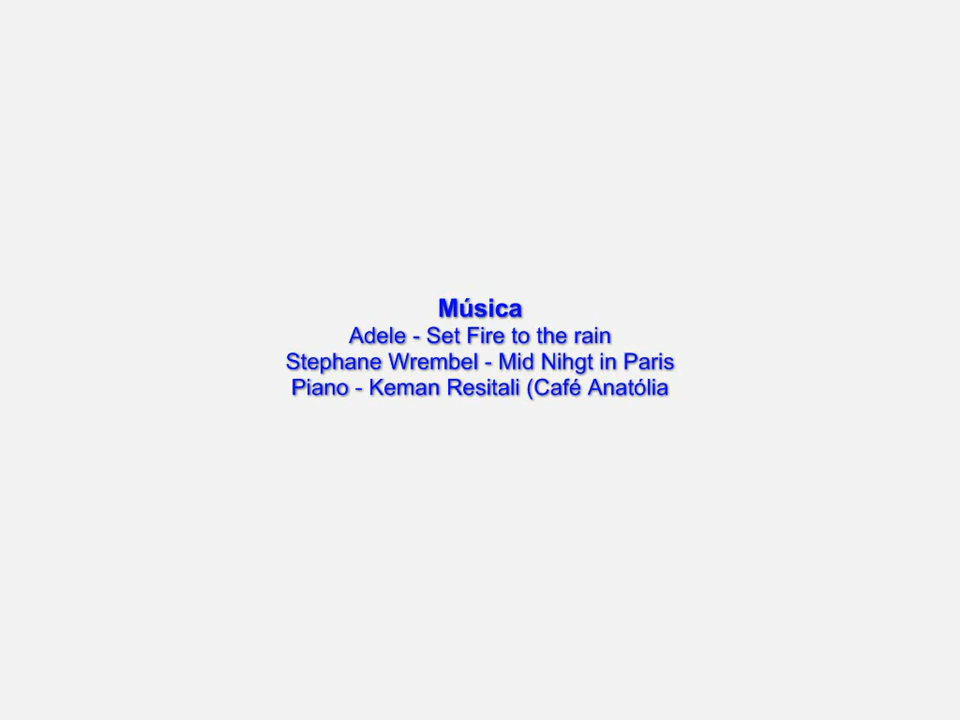 Música
Adele - Set Fire to the rain
Stephane Wrembel - Mid Nihgt in Paris
Piano - Keman Resitali (Café Anatólia